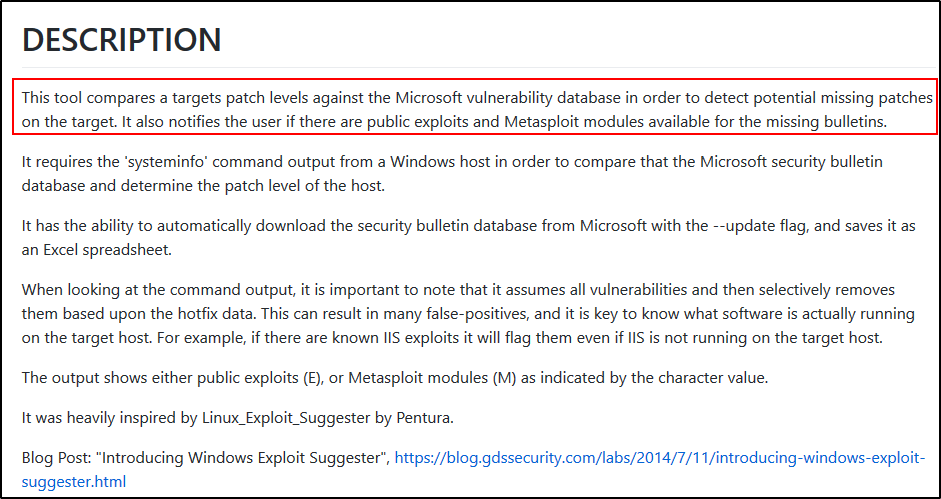 DESCRIPTION
This tool compares a targets patch levels against the Microsoft vulnerability database in order to detect potential missing patches
on the target. It also notifies the user if there are public exploits and Metasploit modules available for the missing bulletins.
It requires the 'systeminfo' command output from a Windows host in order to compare that the Microsoft security bulletin
database and determine the patch level of the host.
It has the ability to automatically download the security bulletin database from Microsoft with the --update flag, and saves it as
an Excel spreadsheet.
When looking at the command output, it is important to note that it assumes all vulnerabilities and then selectively removes
them based upon the hotfix data. This can result in many false-positives, and it is key to know what software is actually running
on the target host. For example, if there are known IIS exploits it will flag them even if IIS is not running on the target host.
The output shows either public exploits (E), or Metasploit modules (M) as indicated by the character value.
It was heavily inspired by Linux_Exploit_Suggester by Pentura.
Blog Post: "Introducing Windows Exploit Suggester", https://blog.gdssecurity.com/labs/2014/7/11/introducing-windows-exploit-
suggester.html